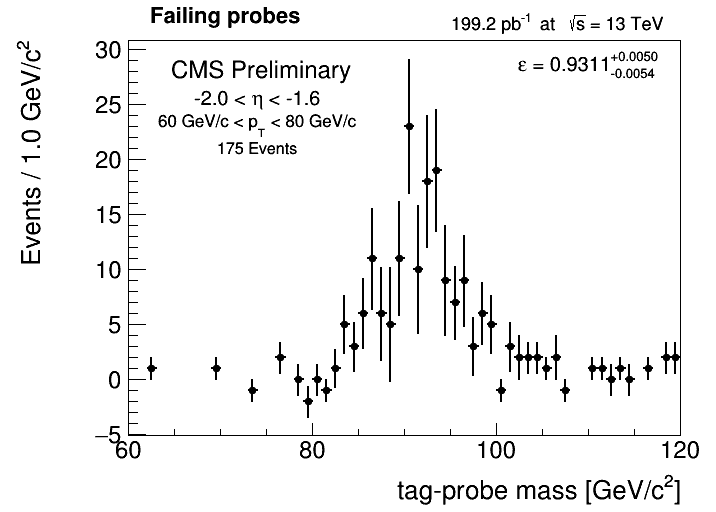 Failing probes
199.2 pb⁻¹ at √s = 13 TeV
CMS Preliminary
-2.0 < η < -1.6
60 GeV/c < p_T < 80 GeV/c
175 Events
ε = 0.9311 +0.0050 -0.0054
Events / 1.0 GeV/c²
30
25
20
15
10
5
0
−5
60 80 100 120
tag-probe mass [GeV/c²]